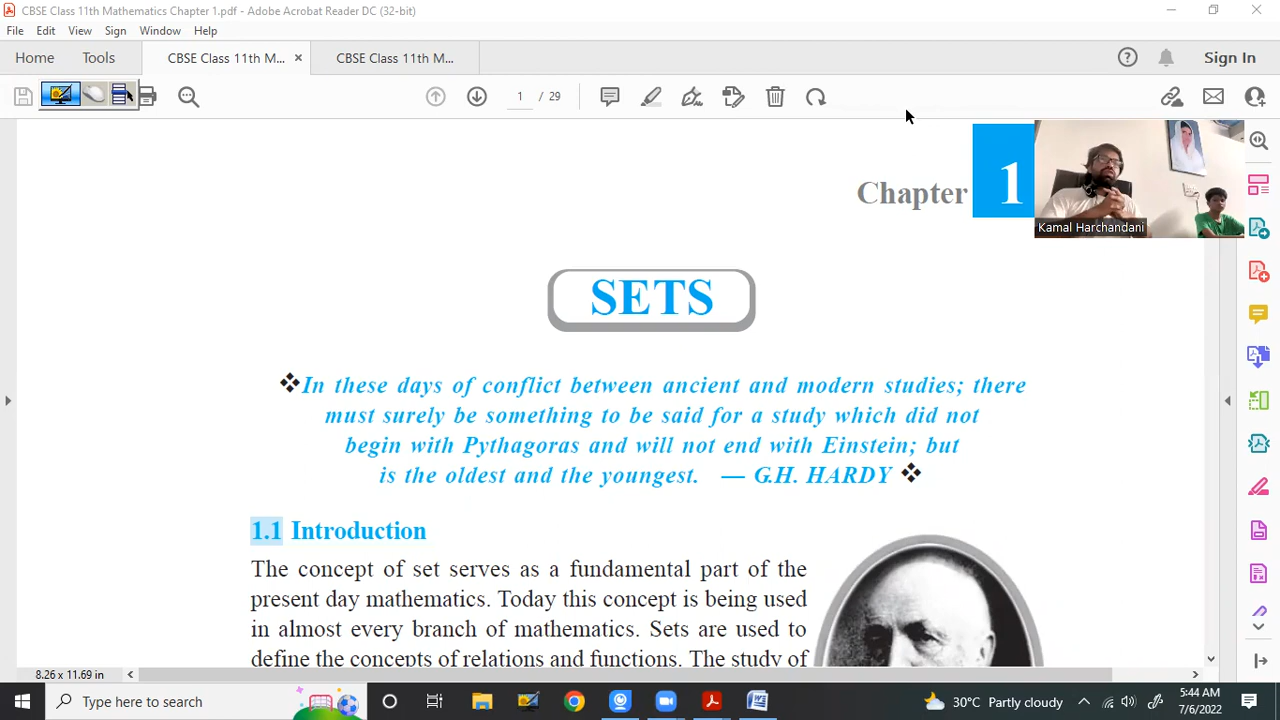 CBSE Class 11th Mathematics Chapter 1.pdf - Adobe Acrobat Reader DC (32-bit)
File Edit View Sign Window Help
Home Tools CBSE Class 11th M... × CBSE Class 11th M... Sign In
1 / 29
Chapter 1
Kamal Harchandani
SETS
❖In these days of conflict between ancient and modern studies; there
must surely be something to be said for a study which did not
begin with Pythagoras and will not end with Einstein; but
is the oldest and the youngest. — G.H. HARDY ❖
1.1 Introduction
The concept of set serves as a fundamental part of the
present day mathematics. Today this concept is being used
in almost every branch of mathematics. Sets are used to
define the concepts of relations and functions. The study of
8.26 x 11.69 in
Type here to search
30°C Partly cloudy
5:44 AM
7/6/2022